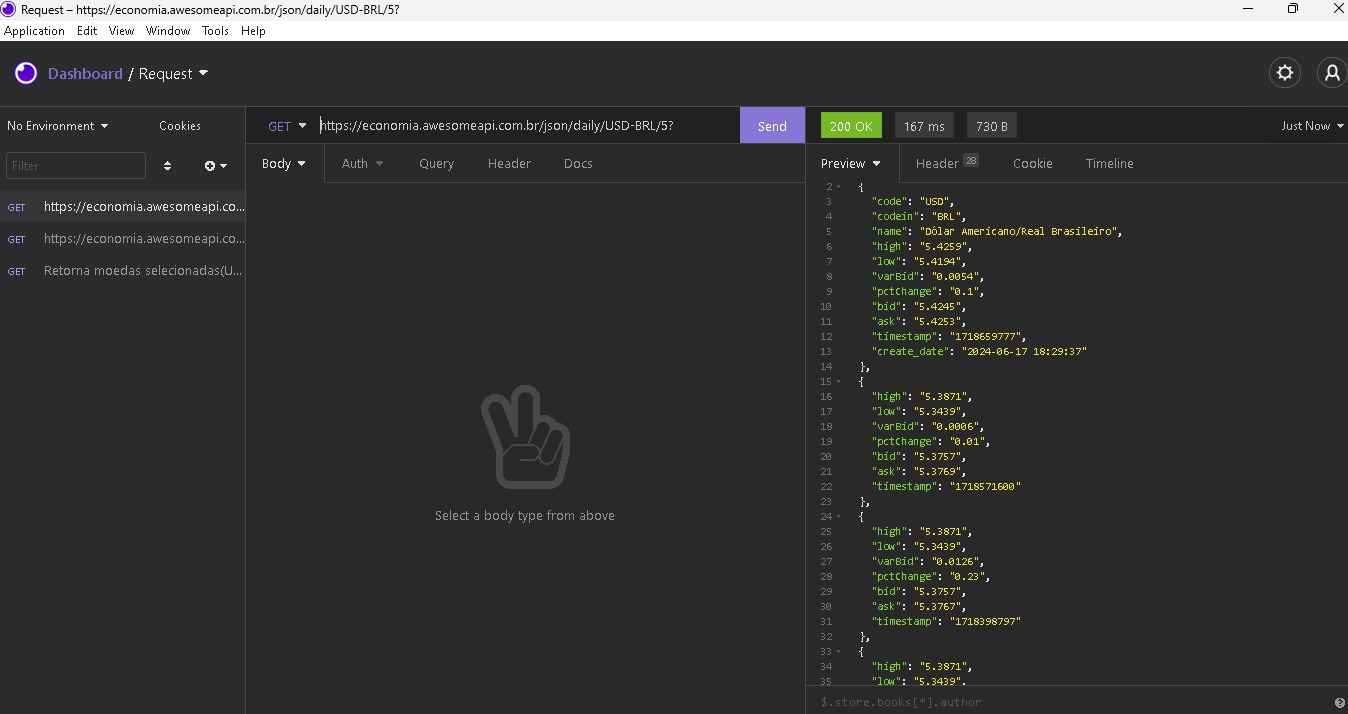 Request – https://economia.awesomeapi.com.br/json/daily/USD-BRL/5?
Application Edit View Window Tools Help
Dashboard / Request
No Environment Cookies
Filter
GET https://economia.awesomeapi.co...
GET https://economia.awesomeapi.co...
GET Retorna moedas selecionadas(U...
GET https://economia.awesomeapi.com.br/json/daily/USD-BRL/5? Send
Body Auth Query Header Docs
Select a body type from above
200 OK 167 ms 730 B Just Now
Preview Header 28 Cookie Timeline
2 {
3 "code": "USD",
4 "codein": "BRL",
5 "name": "Dólar Americano/Real Brasileiro",
6 "high": "5.4259",
7 "low": "5.4194",
8 "varBid": "0.0054",
9 "pctChange": "0.1",
10 "bid": "5.4245",
11 "ask": "5.4253",
12 "timestamp": "1718659777",
13 "create_date": "2024-06-17 18:29:37"
14 },
15 {
16 "high": "5.3871",
17 "low": "5.3439",
18 "varBid": "0.0006",
19 "pctChange": "0.01",
20 "bid": "5.3757",
21 "ask": "5.3769",
22 "timestamp": "1718571600"
23 },
24 {
25 "high": "5.3871",
26 "low": "5.3439",
27 "varBid": "0.0126",
28 "pctChange": "0.23",
29 "bid": "5.3757",
30 "ask": "5.3767",
31 "timestamp": "1718398797"
32 },
33 {
34 "high": "5.3871",
35 "low": "5.3439",
$.store.books[*].author